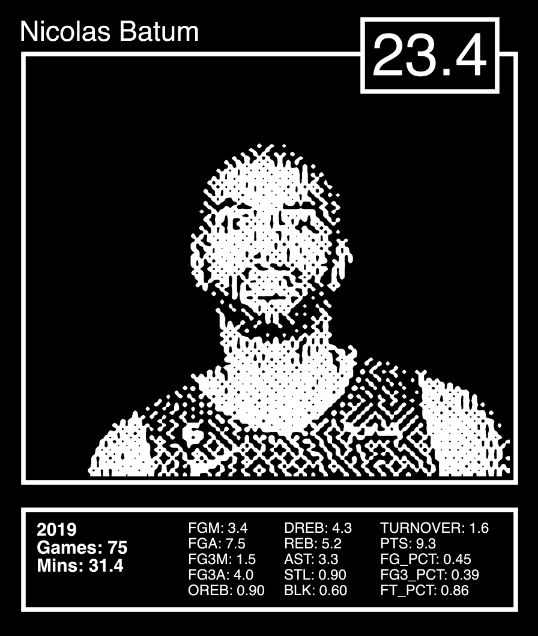 Nicolas Batum
23.4
2019
Games: 75
Mins: 31.4
FGM: 3.4
FGA: 7.5
FG3M: 1.5
FG3A: 4.0
OREB: 0.90
DREB: 4.3
REB: 5.2
AST: 3.3
STL: 0.90
BLK: 0.60
TURNOVER: 1.6
PTS: 9.3
FG_PCT: 0.45
FG3_PCT: 0.39
FT_PCT: 0.86